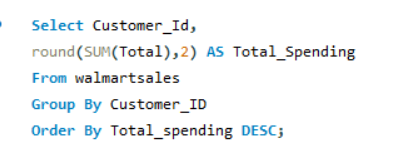 Select Customer_Id,
round(SUM(Total),2) AS Total_Spending
From walmartsales
Group By Customer_ID
Order By Total_spending DESC;